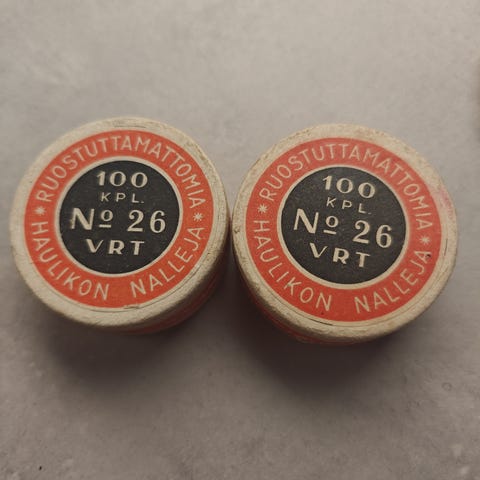 * RUOSTUTTAMATTOMIA *
HAULIKON NALLEJA
100
KPL.
No 26
VRT
* RUOSTUTTAMATTOMIA *
HAULIKON NALLEJA
100
KPL.
No 26
VRT